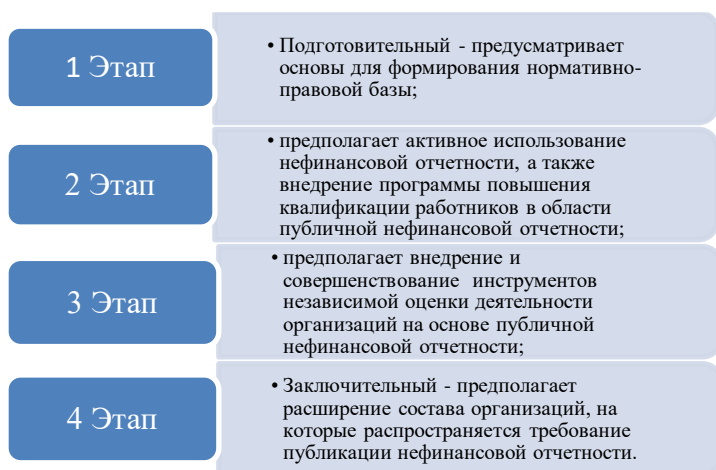 1 Этап
• Подготовительный - предусматривает
основы для формирования нормативно-
правовой базы;
2 Этап
• предполагает активное использование
нефинансовой отчетности, а также
внедрение программы повышения
квалификации работников в области
публичной нефинансовой отчетности;
3 Этап
• предполагает внедрение и
совершенствование инструментов
независимой оценки деятельности
организаций на основе публичной
нефинансовой отчетности;
4 Этап
• Заключительный - предполагает
расширение состава организаций, на
которые распространяется требование
публикации нефинансовой отчетности.